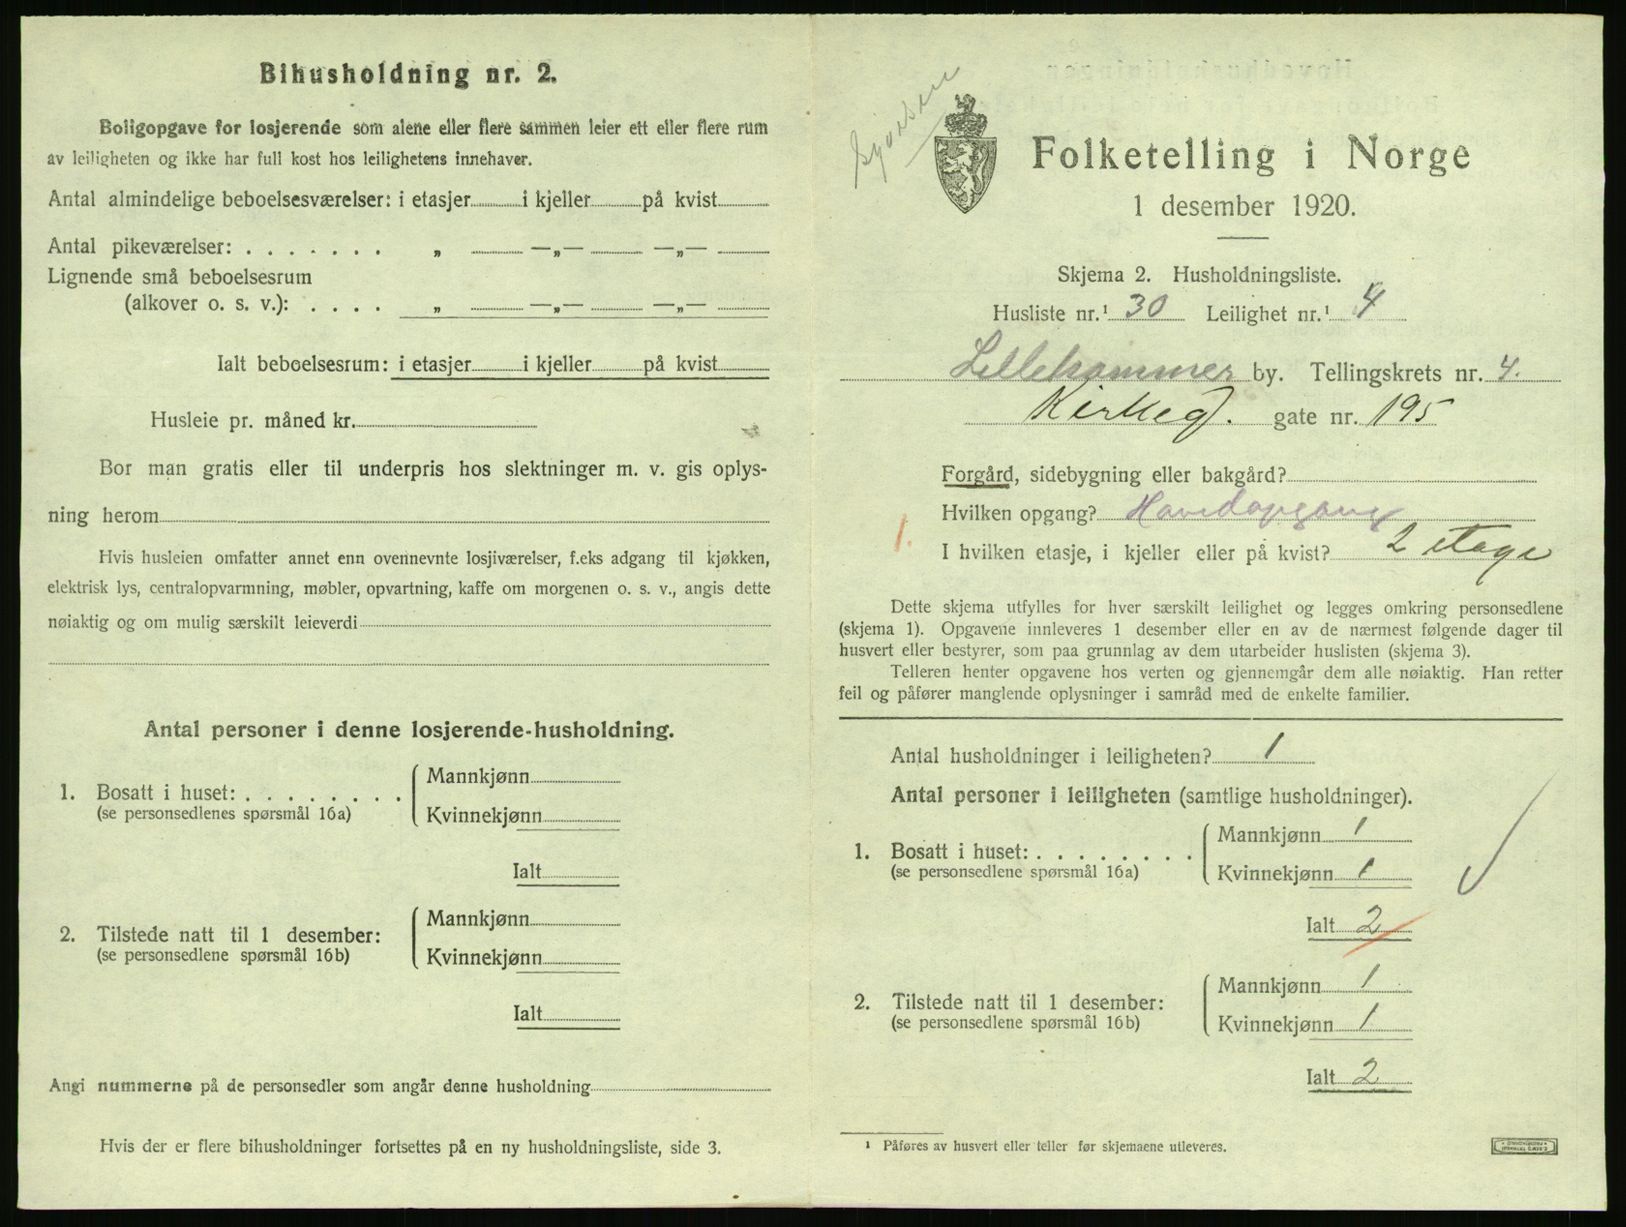 Bihusholdning nr. 2.
Boligopgave for losjerende som alene eller flere sammen leier ett eller flere rum
av leiligheten og ikke har full kost hos leilighetens innehaver.
Antal almindelige beboelsesværelser: i etasjer i kjeller på kvist
Antal pikeværelser: . . . . . . . „ —„— —„—
Lignende små beboelsesrum
(alkover o. s. v.): . . . . „ —„— —„—
Ialt beboelsesrum: i etasjer i kjeller på kvist
Husleie pr. måned kr.
Bor man gratis eller til underpris hos slektninger m. v. gis oplys-
ning herom
Hvis husleien omfatter annet enn ovennevnte losjiværelser, f.eks adgang til kjøkken,
elektrisk lys, centralopvarmning, møbler, opvartning, kaffe om morgenen o. s. v., angis dette
nøiaktig og om mulig særskilt leieverdi
Antal personer i denne losjerende-husholdning.
1. Bosatt i huset: . . . . . . . .
(se personsedlenes spørsmål 16a)
Mannkjønn
Kvinnekjønn
Ialt
2. Tilstede natt til 1 desember:
(se personsedlene spørsmål 16b)
Mannkjønn
Kvinnekjønn
Ialt
Angi nummerne på de personsedler som angår denne husholdning
Hvis der er flere bihusholdninger fortsettes på en ny husholdningsliste, side 3.
Folketelling i Norge
1 desember 1920.
Skjema 2. Husholdningsliste.
Husliste nr.¹ 30 Leilighet nr.¹ 4
Lillehammer by. Tellingskrets nr. 4.
Kirkeg. gate nr. 195
Forgård, sidebygning eller bakgård?
Hvilken opgang? Hovedopgang
1. I hvilken etasje, i kjeller eller på kvist? 2 etage
Dette skjema utfylles for hver særskilt leilighet og legges omkring personsedlene
(skjema 1). Opgavene innleveres 1 desember eller en av de nærmest følgende dager til
husvert eller bestyrer, som paa grunnlag av dem utarbeider huslisten (skjema 3).
Telleren henter opgavene hos verten og gjennemgår dem alle nøiaktig. Han retter
feil og påfører manglende oplysninger i samråd med de enkelte familier.
Antal husholdninger i leiligheten? 1
Antal personer i leiligheten (samtlige husholdninger).
1. Bosatt i huset: . . . . . . . .
(se personsedlene spørsmål 16a)
Mannkjønn 1
Kvinnekjønn 1
Ialt 2
2. Tilstede natt til 1 desember:
(se personsedlene spørsmål 16b)
Mannkjønn 1
Kvinnekjønn 1
Ialt 2
¹ Påføres av husvert eller teller før skjemaene utleveres.